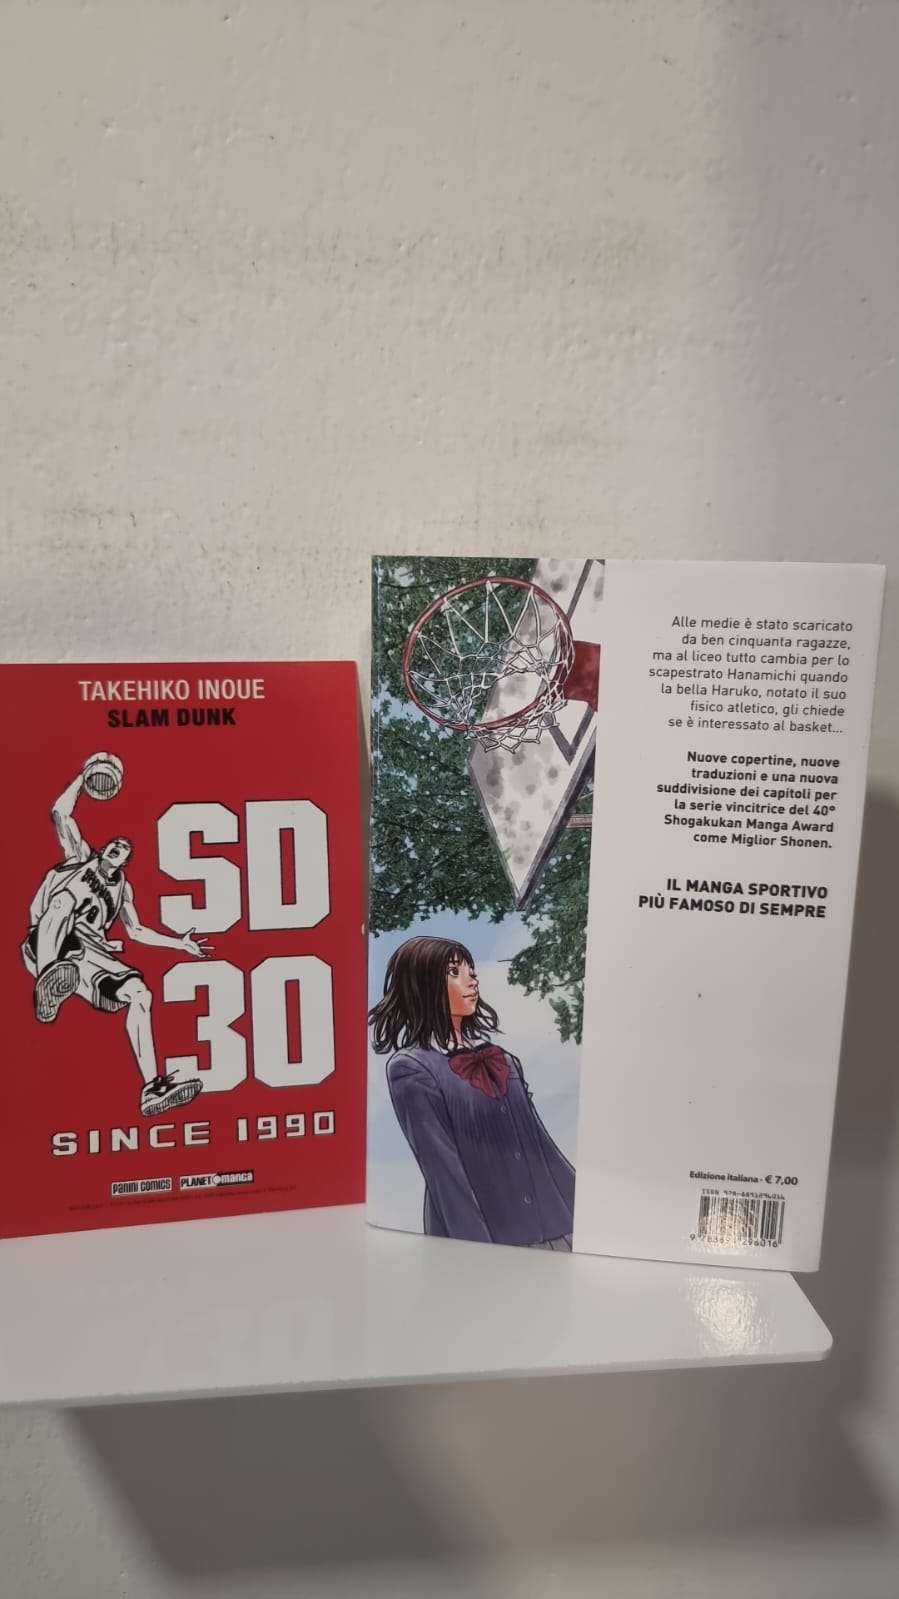 TAKEHIKO INOUE
SLAM DUNK
SD
30
SINCE 1990
PANINI COMICS PLANET manga
Alle medie è stato scaricato
da ben cinquanta ragazze,
ma al liceo tutto cambia per lo
scapestrato Hanamichi quando
la bella Haruko, notato il suo
fisico atletico, gli chiede
se è interessato al basket...
Nuove copertine, nuove
traduzioni e una nuova
suddivisione dei capitoli per
la serie vincitrice del 40°
Shogakukan Manga Award
come Miglior Shonen.
IL MANGA SPORTIVO
PIÙ FAMOSO DI SEMPRE
Edizione italiana - € 7,00
ISBN